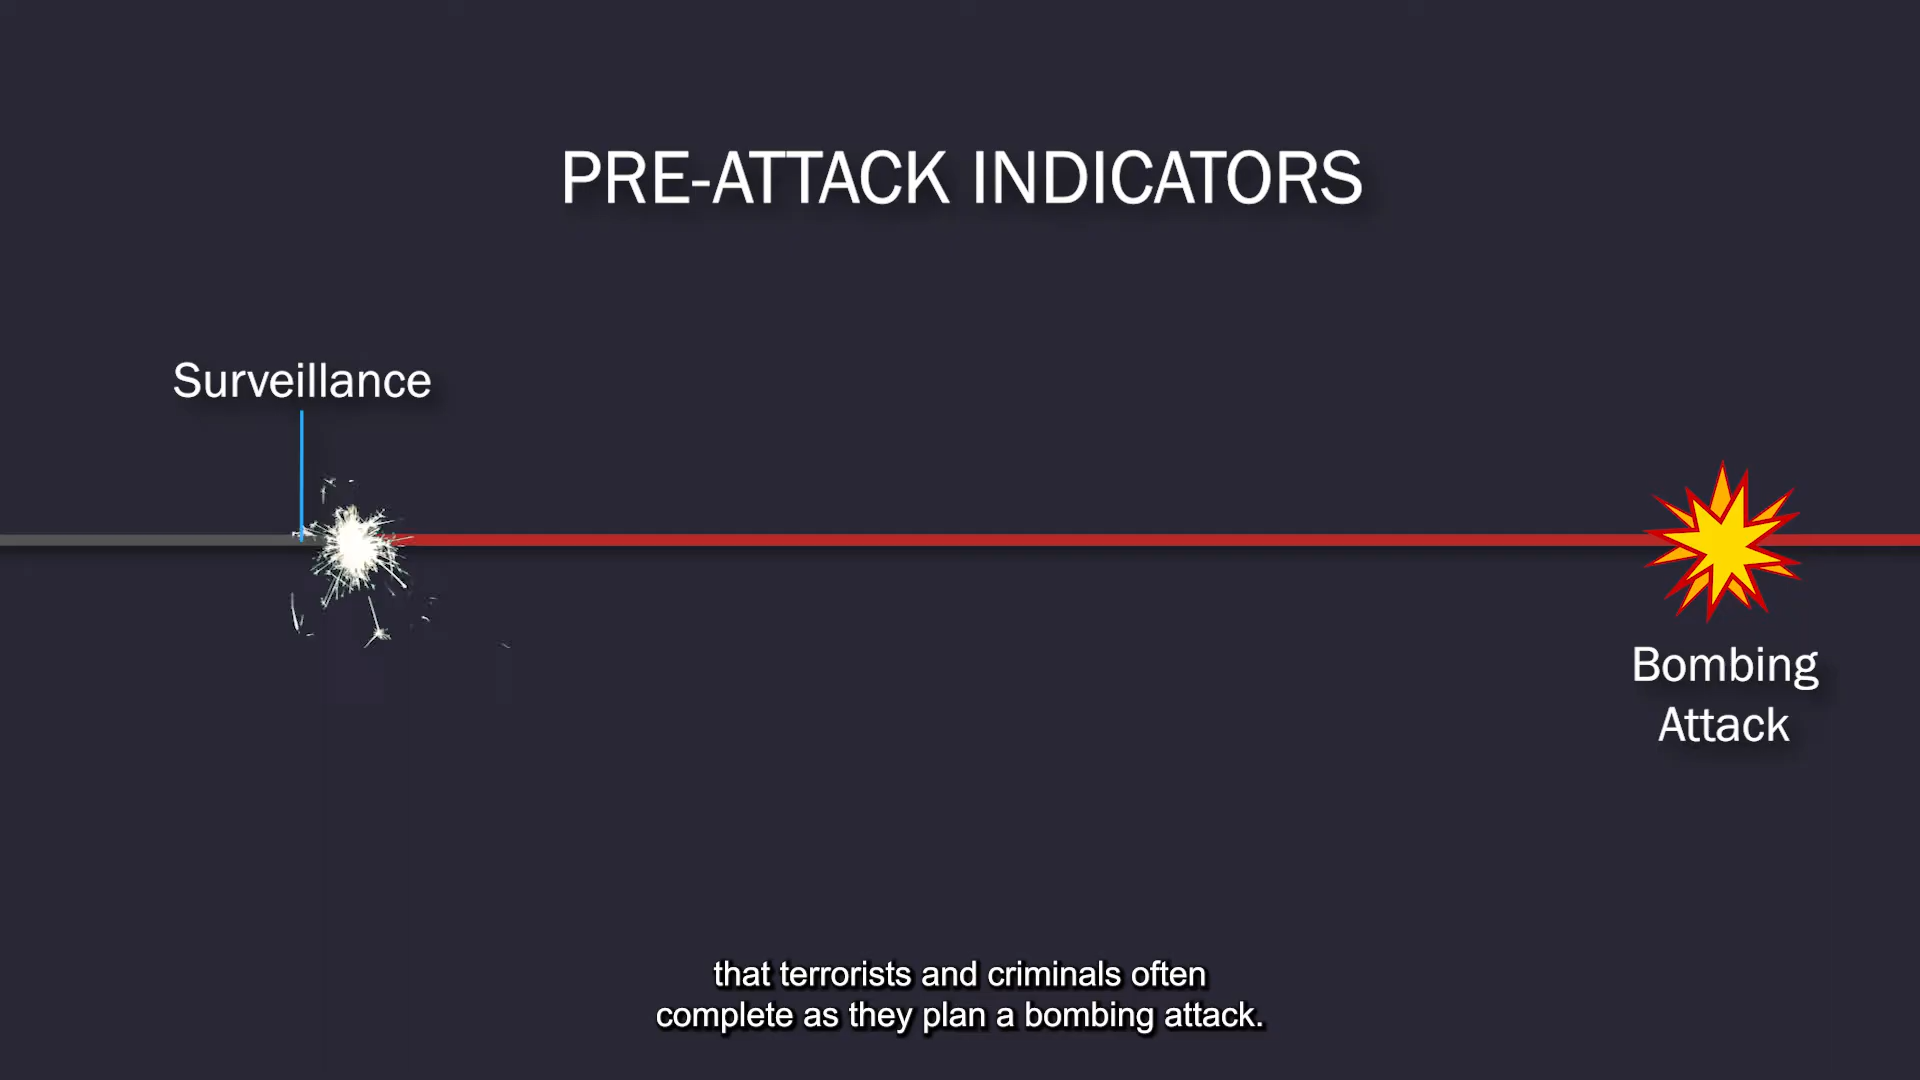 PRE-ATTACK INDICATORS
Surveillance
Bombing
Attack
that terrorists and criminals often
complete as they plan a bombing attack.